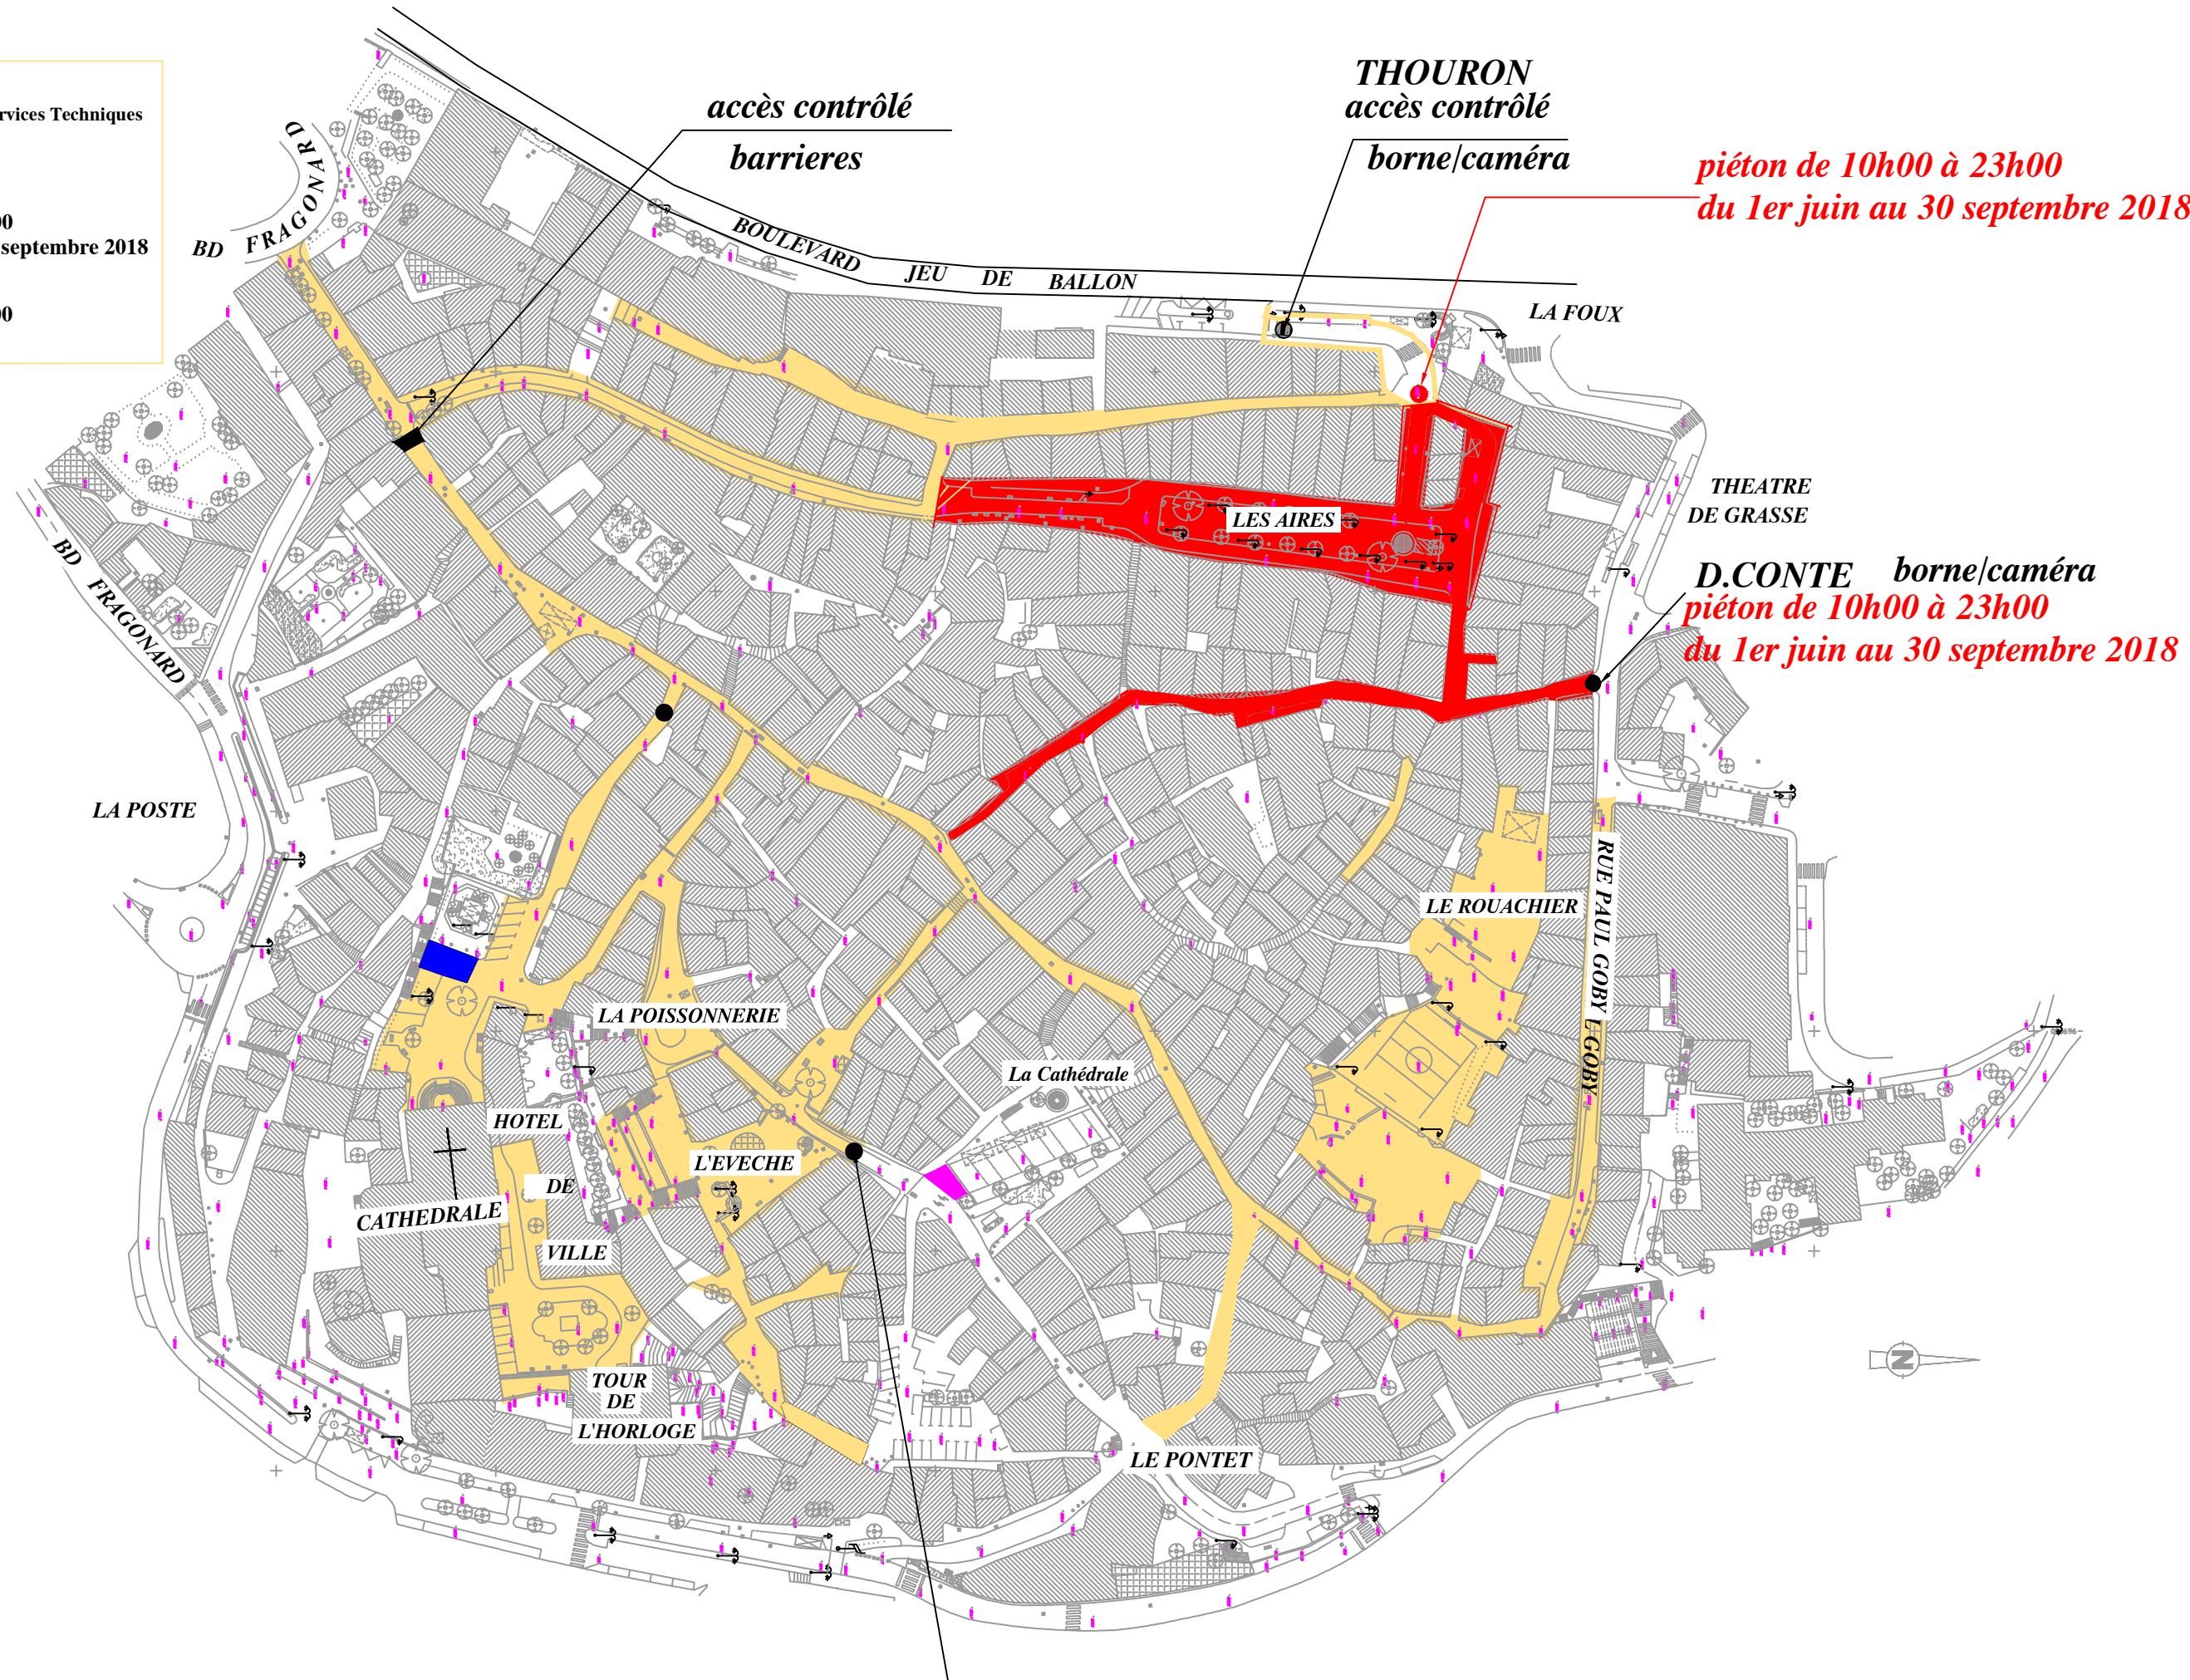 rvices Techniques
00
septembre 2018
00
accès contrôlé
barrieres
THOURON
accès contrôlé
borne/caméra
piéton de 10h00 à 23h00
du 1er juin au 30 septembre 2018
BD FRAGONARD
BOULEVARD JEU DE BALLON
LA FOUX
THEATRE
DE GRASSE
LES AIRES
D.CONTE borne/caméra
piéton de 10h00 à 23h00
du 1er juin au 30 septembre 2018
BD FRAGONARD
LA POSTE
RUE PAUL GOBY
L GOBY
LE ROUACHIER
LA POISSONNERIE
La Cathédrale
HOTEL
DE
VILLE
L'EVECHE
CATHEDRALE
TOUR
DE
L'HORLOGE
LE PONTET
N